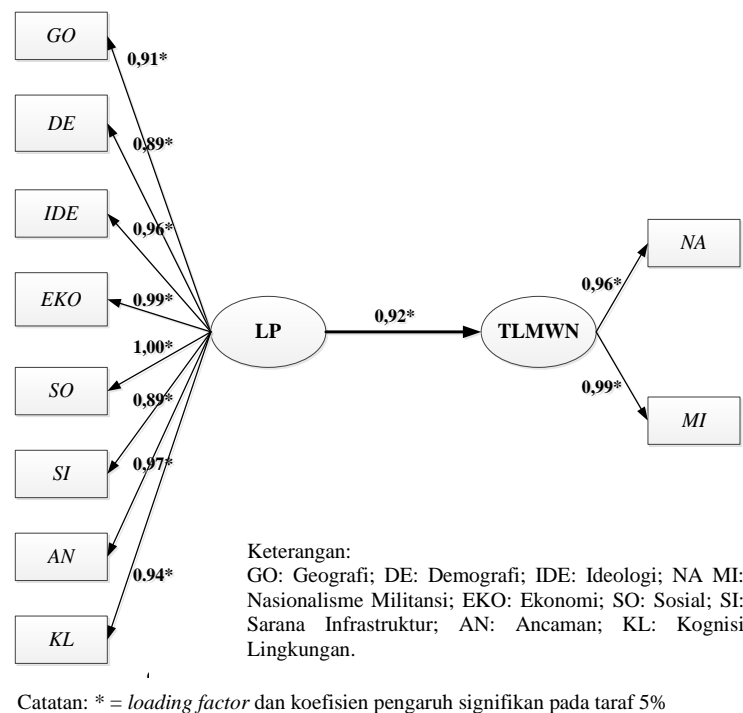 GO
0,91*
DE
0,89*
IDE
0,96*
NA
EKO
0.99*
0,96*
LP
0,92*
TLMWN
1,00*
SO
0,89*
0,99*
MI
SI
0,97*
AN
0.94*
KL
Keterangan:
GO: Geografi; DE: Demografi; IDE: Ideologi; NA MI:
Nasionalisme Militansi; EKO: Ekonomi; SO: Sosial; SI:
Sarana Infrastruktur; AN: Ancaman; KL: Kognisi
Lingkungan.
Catatan: * = loading factor dan koefisien pengaruh signifikan pada taraf 5%